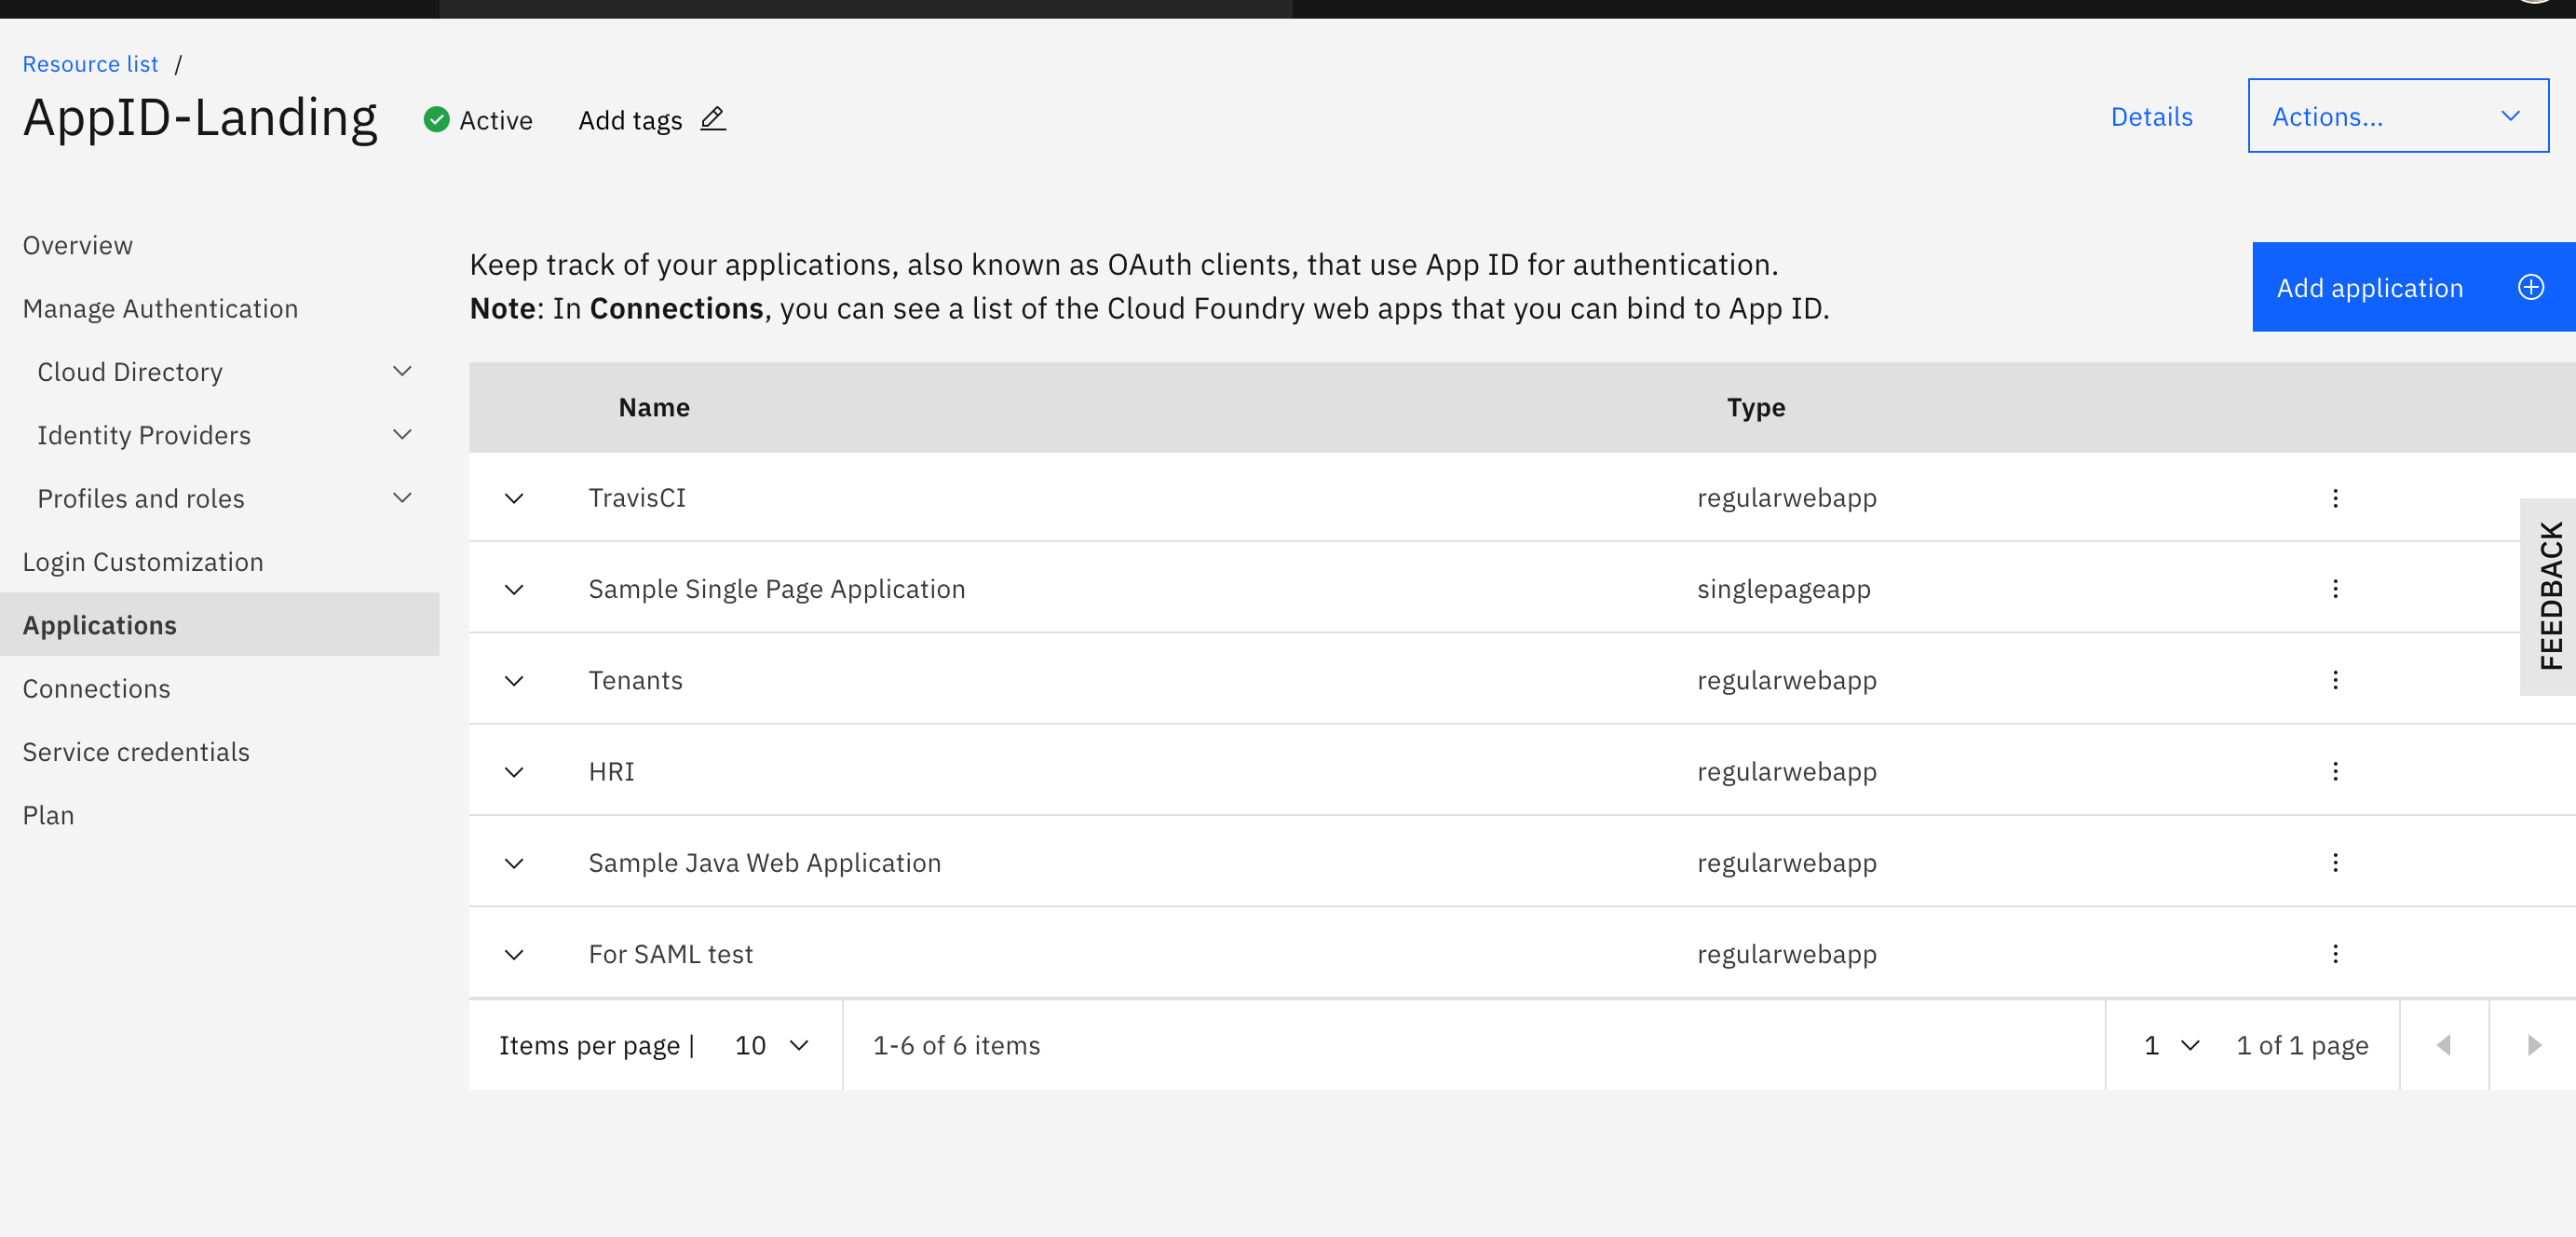 Resource list /
AppID-Landing
Active
Add tags
Details
Actions...
Overview
Manage Authentication
Cloud Directory
Identity Providers
Profiles and roles
Login Customization
Applications
Connections
Service credentials
Plan
Keep track of your applications, also known as OAuth clients, that use App ID for authentication.
Note: In Connections, you can see a list of the Cloud Foundry web apps that you can bind to App ID.
Add application
Name Type
TravisCI regularwebapp
Sample Single Page Application singlepageapp
Tenants regularwebapp
HRI regularwebapp
Sample Java Web Application regularwebapp
For SAML test regularwebapp
Items per page | 10 1-6 of 6 items 1 1 of 1 page
FEEDBACK